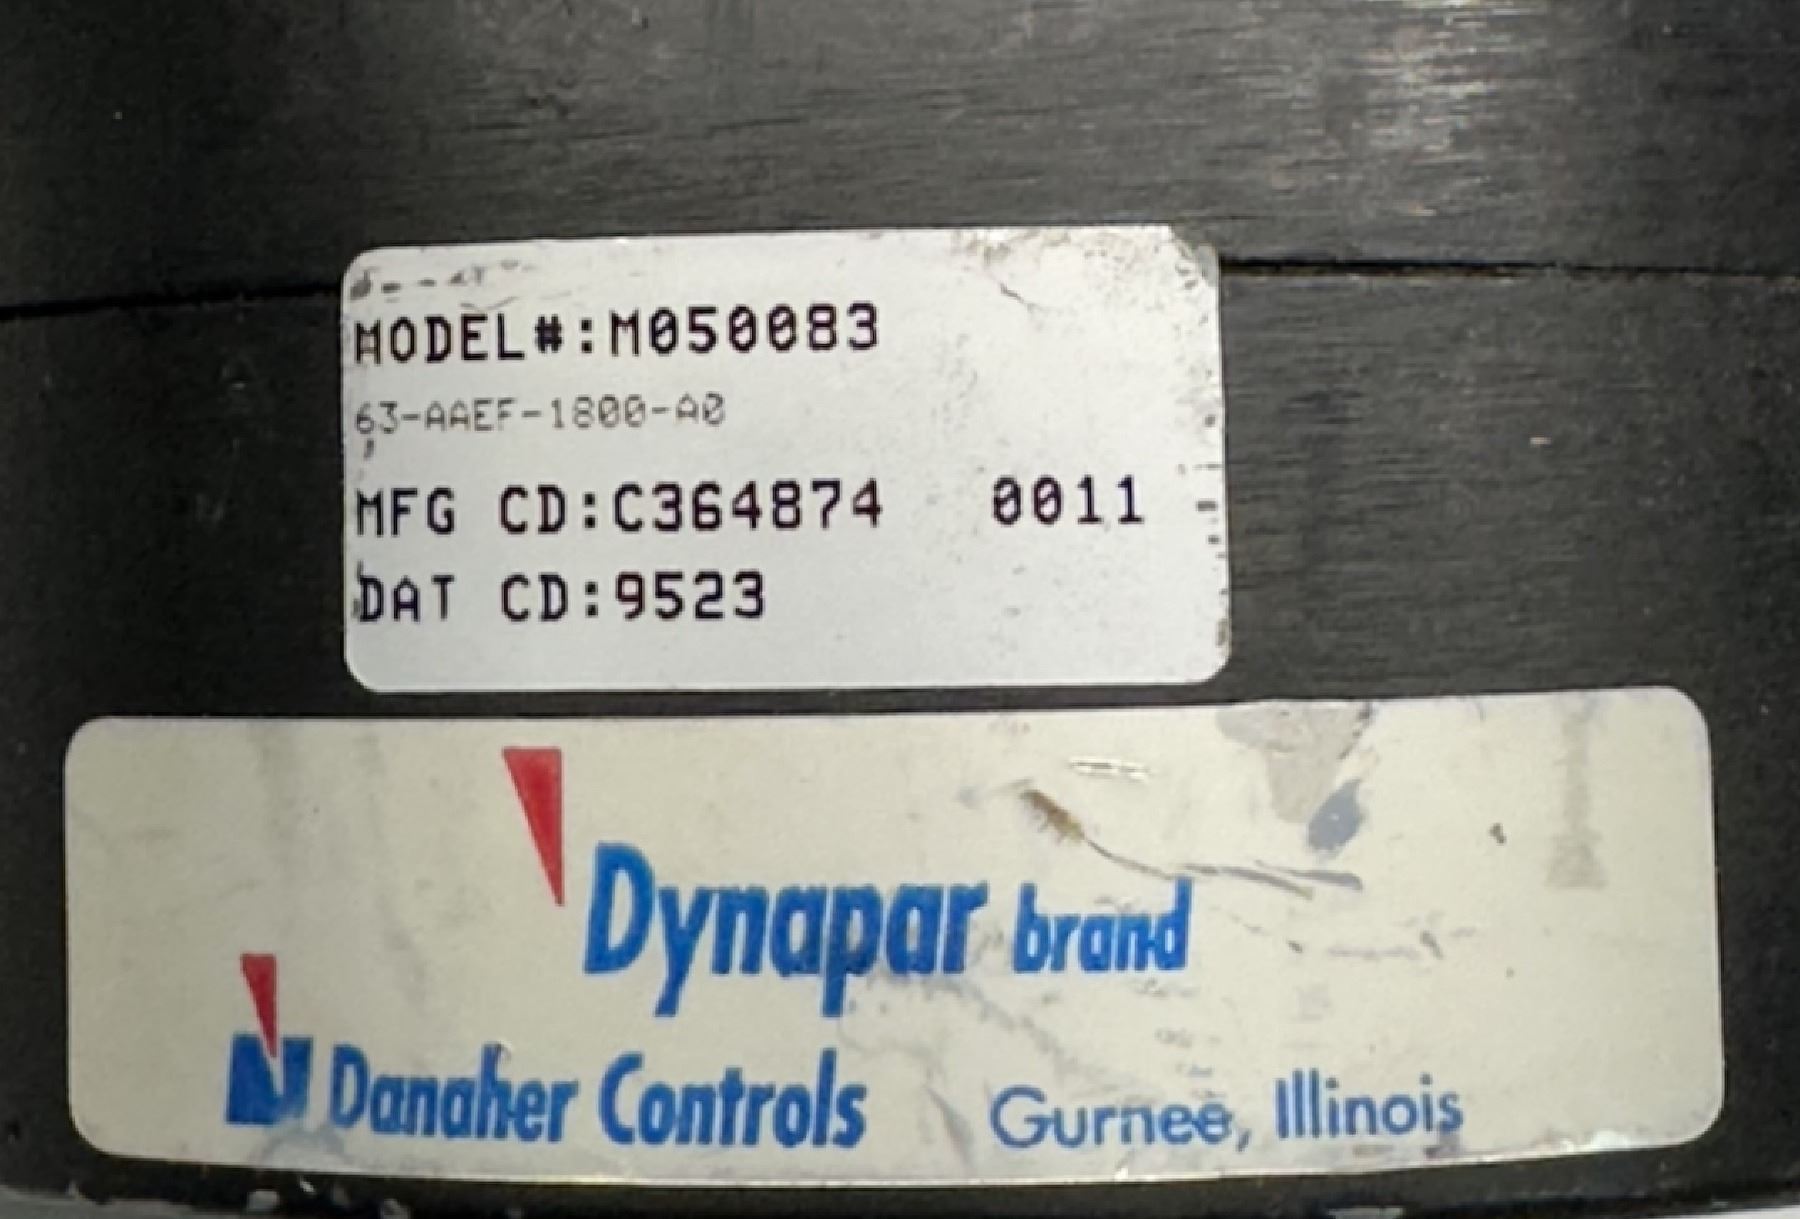 MODEL#:M050083
63-AAEF-1800-A0
MFG CD:C364874 0011
DAT CD:9523
Dynapar brand
Danaher Controls Gurnee, Illinois